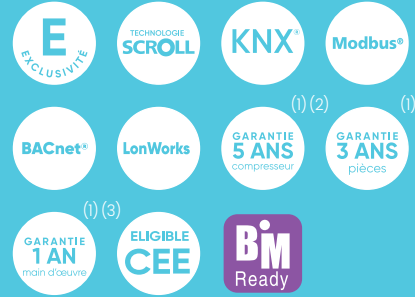 E
EXCLUSIVITÉ
TECHNOLOGIE
SCROLL
KNX®
Modbus®
(1) (2)
(1)
BACnet®
LonWorks
GARANTIE
5 ANS
compresseur
GARANTIE
3 ANS
pièces
(1) (3)
GARANTIE
1 AN
main d'œuvre
ELIGIBLE
CEE
BIM
Ready